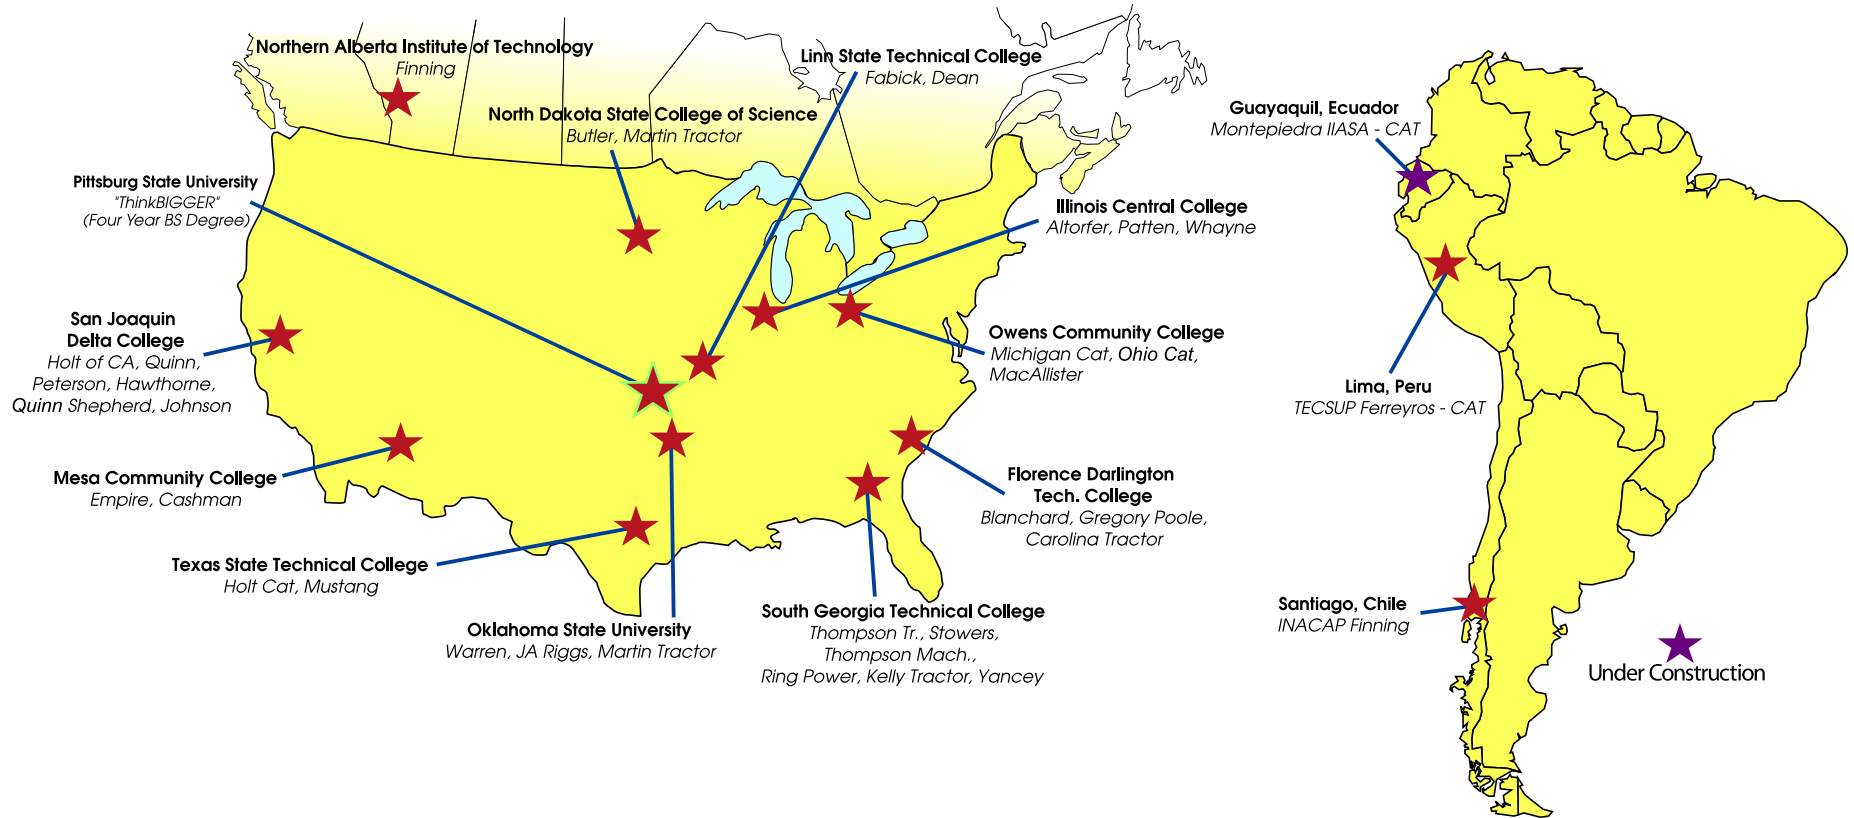 Northern Alberta Institute of Technology
Finning
Linn State Technical College
Fabick, Dean
North Dakota State College of Science
Butler, Martin Tractor
Pittsburg State University
"ThinkBIGGER"
(Four Year BS Degree)
Illinois Central College
Altorfer, Patten, Whayne
San Joaquin
Delta College
Holt of CA, Quinn,
Peterson, Hawthorne,
Quinn Shepherd, Johnson
Owens Community College
Michigan Cat, Ohio Cat,
MacAllister
Mesa Community College
Empire, Cashman
Florence Darlington
Tech. College
Blanchard, Gregory Poole,
Carolina Tractor
Texas State Technical College
Holt Cat, Mustang
Oklahoma State University
Warren, JA Riggs, Martin Tractor
South Georgia Technical College
Thompson Tr., Stowers,
Thompson Mach.,
Ring Power, Kelly Tractor, Yancey
Guayaquil, Ecuador
Montepiedra IIASA - CAT
Lima, Peru
TECSUP Ferreyros - CAT
Santiago, Chile
INACAP Finning
Under Construction